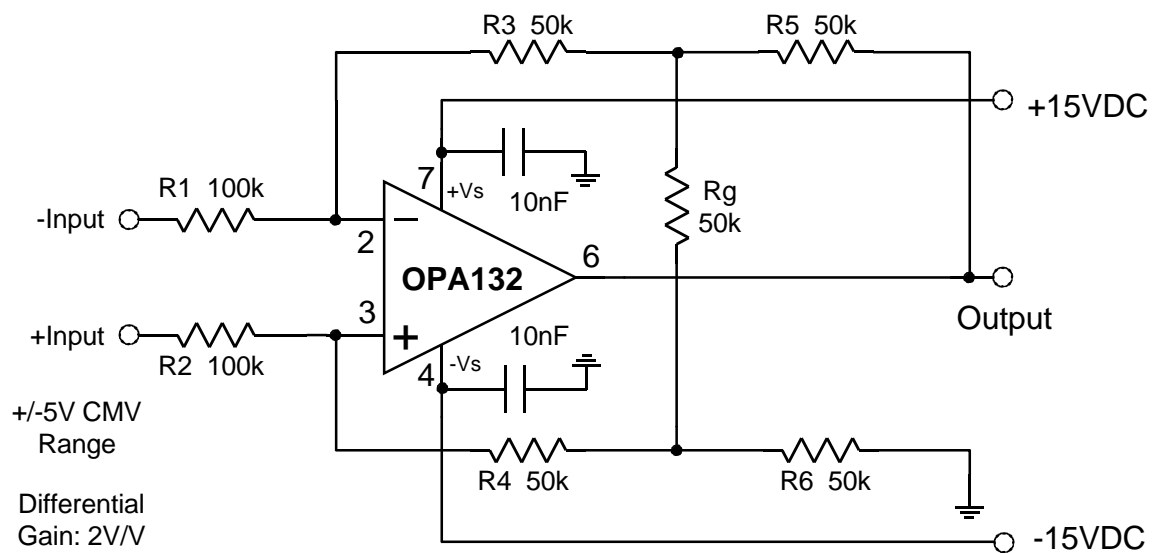 R3 50k
R5 50k
+15VDC
7
+Vs
10nF
R1 100k
Rg
50k
-Input
−
2
6
OPA132
3
+
+Input
10nF
Output
R2 100k
4
-Vs
+/-5V CMV
Range
R4 50k
R6 50k
Differential
Gain: 2V/V
-15VDC